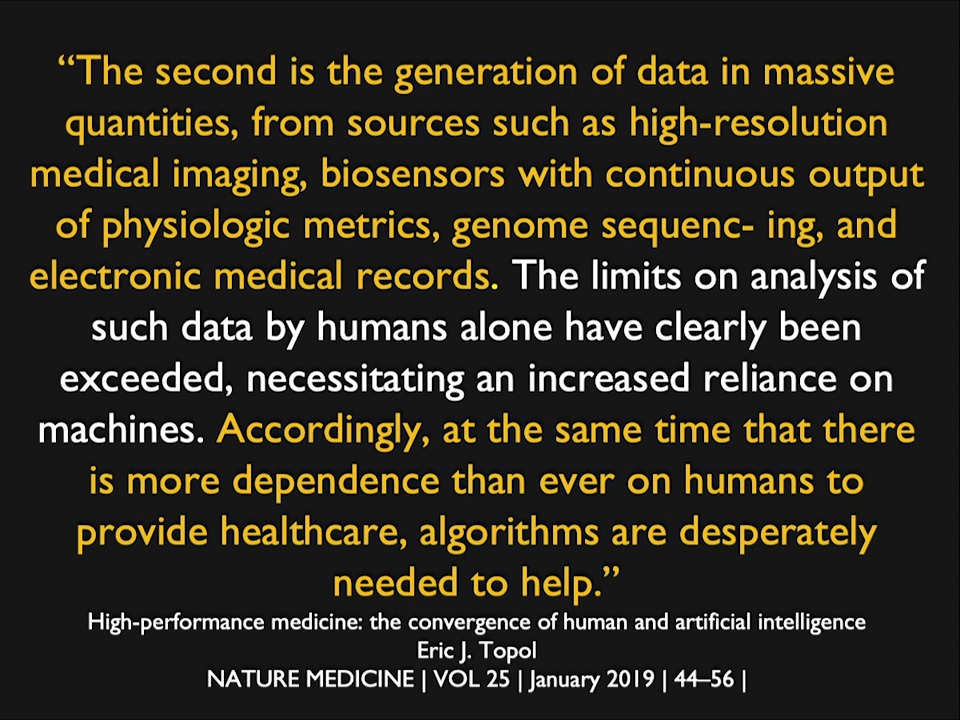 “The second is the generation of data in massive
quantities, from sources such as high-resolution
medical imaging, biosensors with continuous output
of physiologic metrics, genome sequenc- ing, and
electronic medical records. The limits on analysis of
such data by humans alone have clearly been
exceeded, necessitating an increased reliance on
machines. Accordingly, at the same time that there
is more dependence than ever on humans to
provide healthcare, algorithms are desperately
needed to help.”
High-performance medicine: the convergence of human and artificial intelligence
Eric J. Topol
NATURE MEDICINE | VOL 25 | January 2019 | 44–56 |